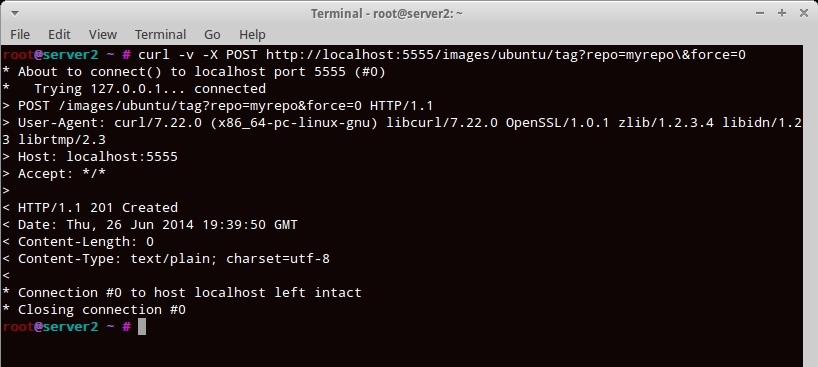 Terminal - root@server2: ~
File Edit View Terminal Go Help
root@server2 ~ # curl -v -X POST http://localhost:5555/images/ubuntu/tag?repo=myrepo\&force=0
* About to connect() to localhost port 5555 (#0)
*   Trying 127.0.0.1... connected
> POST /images/ubuntu/tag?repo=myrepo&force=0 HTTP/1.1
> User-Agent: curl/7.22.0 (x86_64-pc-linux-gnu) libcurl/7.22.0 OpenSSL/1.0.1 zlib/1.2.3.4 libidn/1.2
3 librtmp/2.3
> Host: localhost:5555
> Accept: */*
>
< HTTP/1.1 201 Created
< Date: Thu, 26 Jun 2014 19:39:50 GMT
< Content-Length: 0
< Content-Type: text/plain; charset=utf-8
<
* Connection #0 to host localhost left intact
* Closing connection #0
root@server2 ~ #